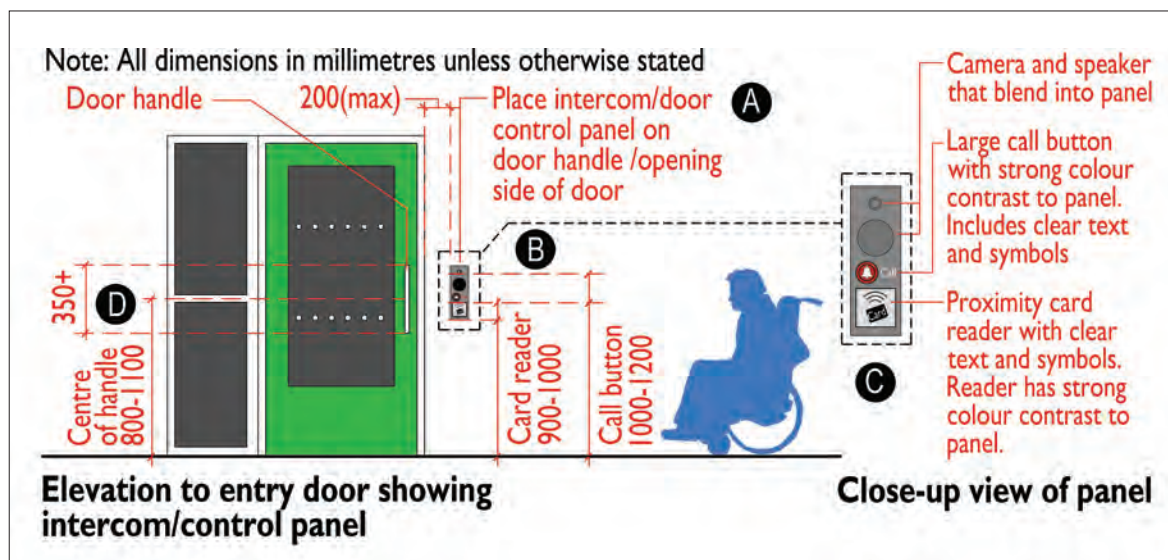 Note: All dimensions in millimetres unless otherwise stated
Door handle
200(max)
Place intercom/door
control panel on
door handle /opening
side of door
A
Camera and speaker
that blend into panel
Large call button
with strong colour
contrast to panel.
Includes clear text
and symbols
Proximity card
reader with clear
text and symbols.
Reader has strong
colour contrast to
panel.
B
Call
Card
C
350+
D
Centre
of handle
800-1100
Card reader
900-1000
Call button
1000-1200
Elevation to entry door showing
intercom/control panel
Close-up view of panel